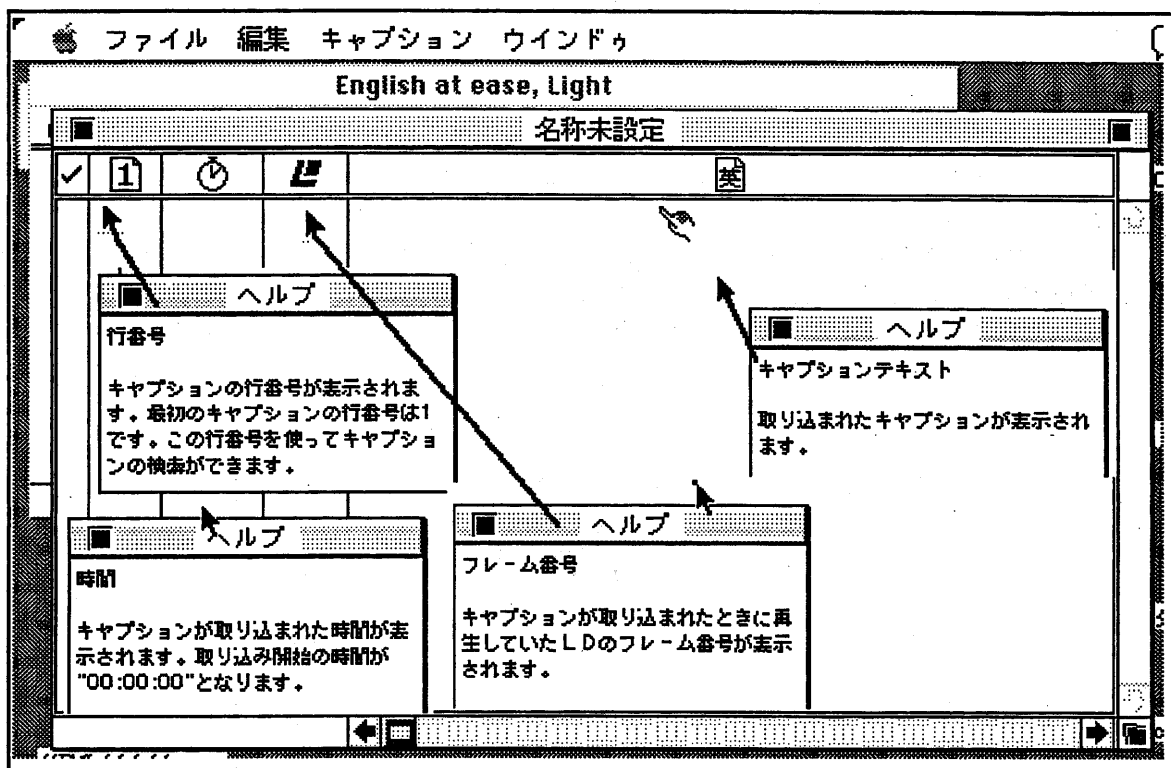 ファイル 編集 キャプション ウインドゥ
English at ease, Light
名称未設定
1
英
ヘルプ
行番号
キャプションの行番号が表示されま
す。最初のキャプションの行番号は1
です。この行番号を使ってキャプショ
ンの検索ができます。
ヘルプ
キャプションテキスト
取り込まれたキャプションが表示され
ます。
ヘルプ
時間
キャプションが取り込まれた時間が表
示されます。取り込み開始の時間が
"00:00:00"となります。
ヘルプ
フレーム番号
キャプションが取り込まれたときに再
生していたLDのフレーム番号が表示
されます。